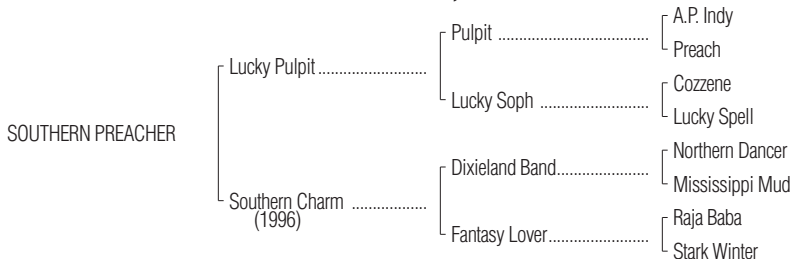 A.P. Indy
Pulpit ........................................
Preach
Lucky Pulpit..........................
Cozzene
Lucky Soph ............................
Lucky Spell
SOUTHERN PREACHER
Northern Dancer
Dixieland Band......................
Mississippi Mud
Southern Charm ..................
(1996)
Raja Baba
Fantasy Lover........................
Stark Winter